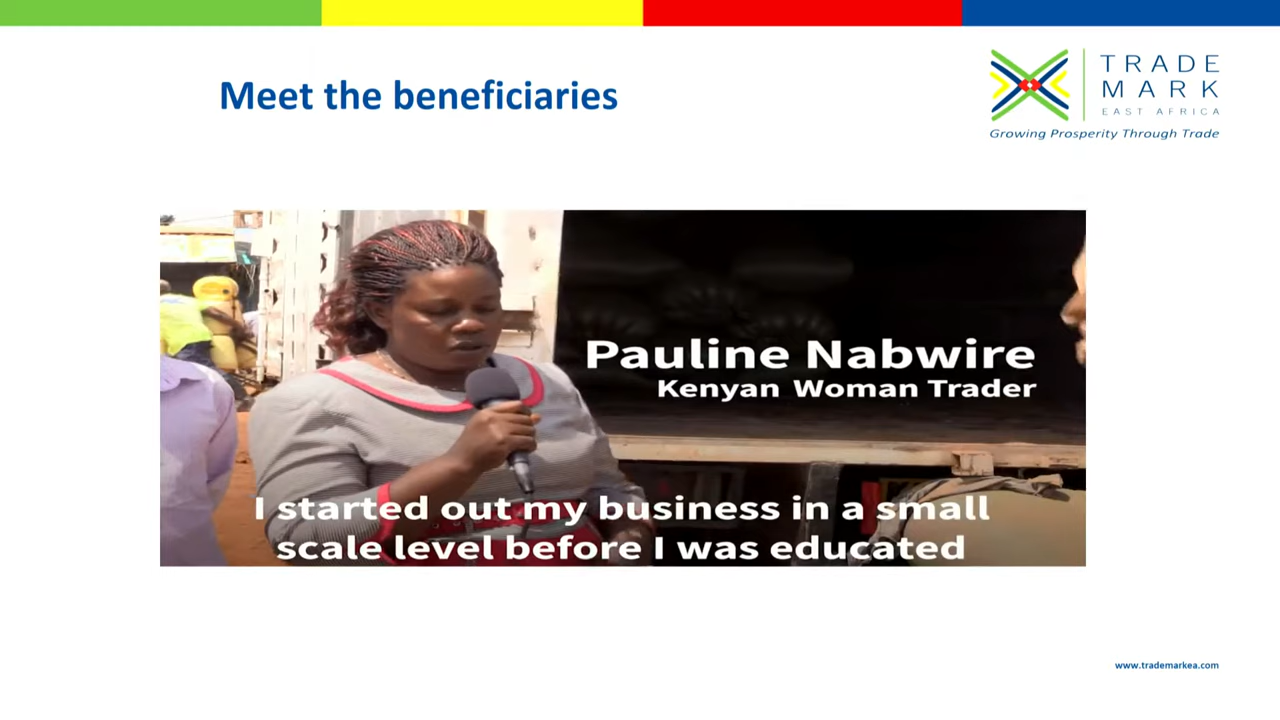 Meet the beneficiaries
TRADE
MARK
EAST AFRICA
Growing Prosperity Through Trade
Pauline Nabwire
Kenyan Woman Trader
I started out my business in a small
scale level before I was educated
www.trademarkea.com